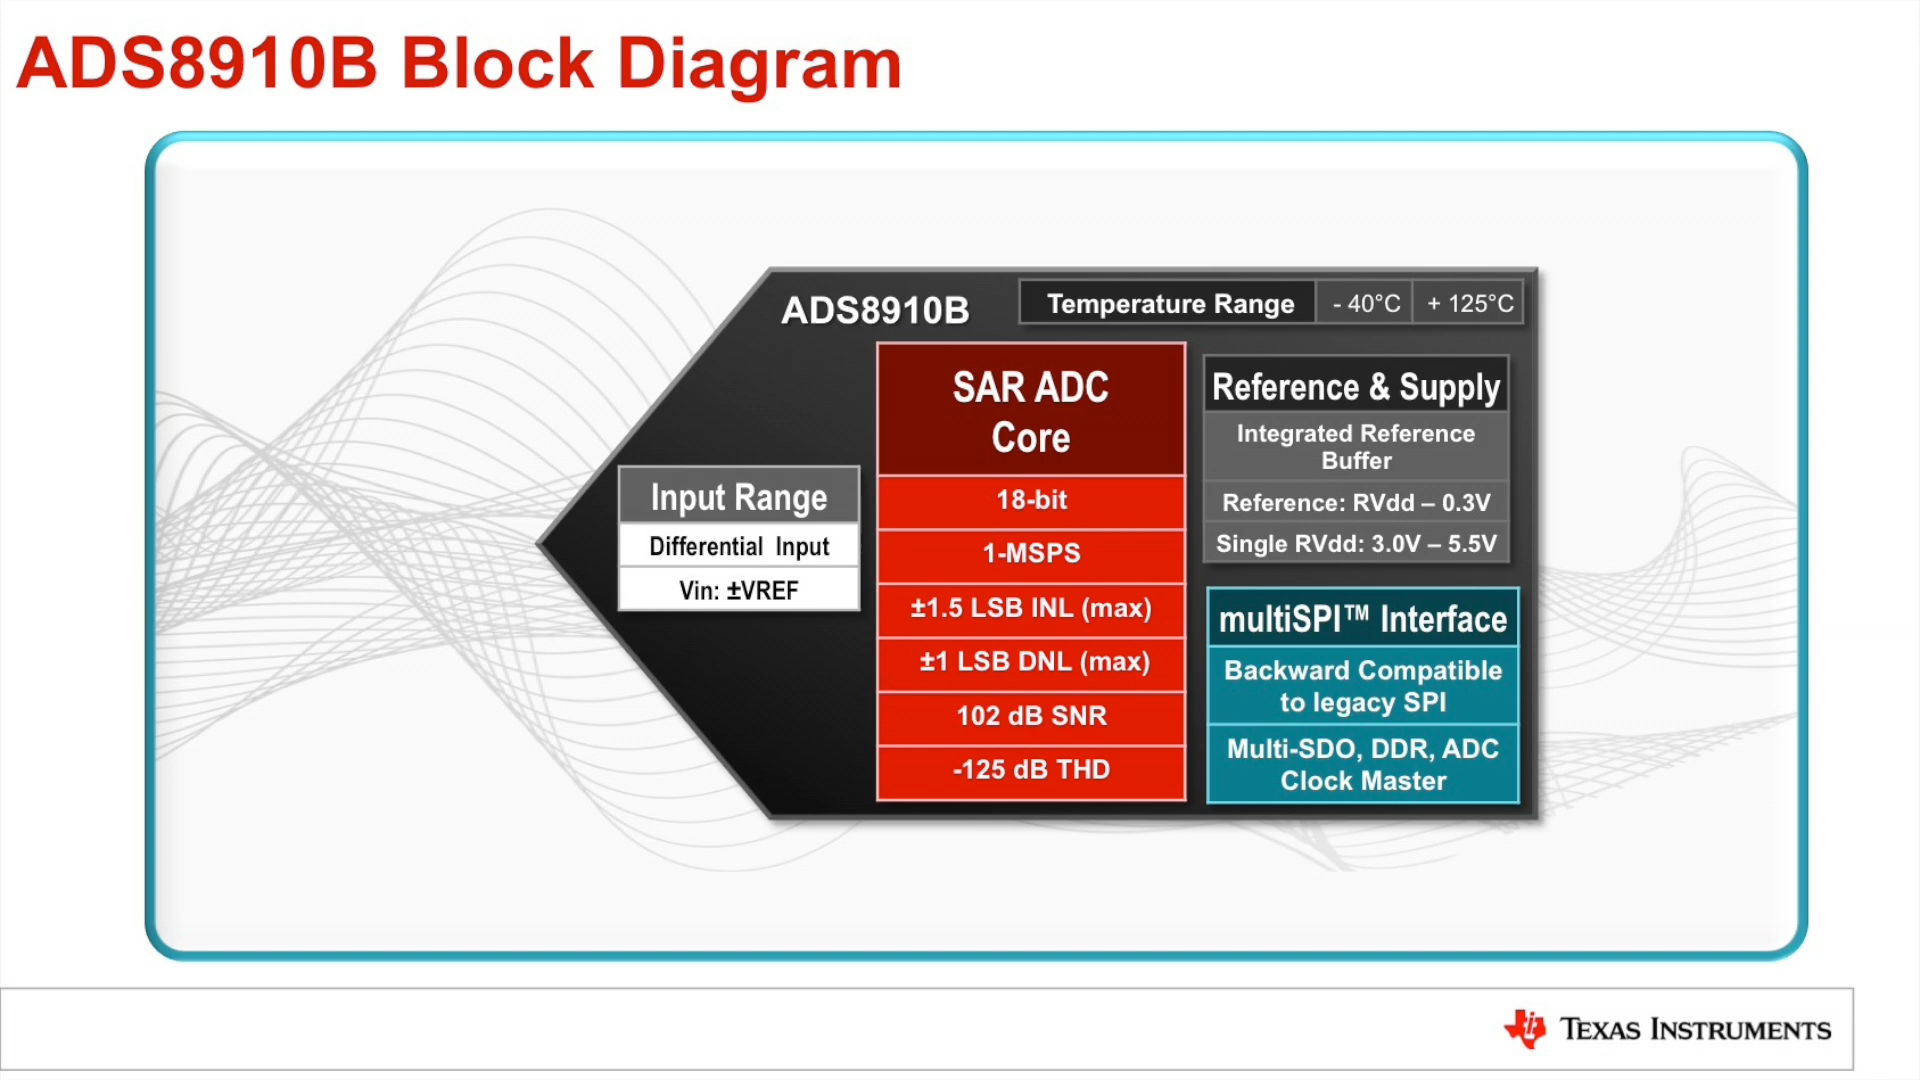 ADS8910B Block Diagram
ADS8910B
Temperature Range - 40°C + 125°C
Input Range
Differential Input
Vin: ±VREF
SAR ADC
Core
18-bit
1-MSPS
±1.5 LSB INL (max)
±1 LSB DNL (max)
102 dB SNR
-125 dB THD
Reference & Supply
Integrated Reference
Buffer
Reference: RVdd – 0.3V
Single RVdd: 3.0V – 5.5V
multiSPI™ Interface
Backward Compatible
to legacy SPI
Multi-SDO, DDR, ADC
Clock Master
TEXAS INSTRUMENTS